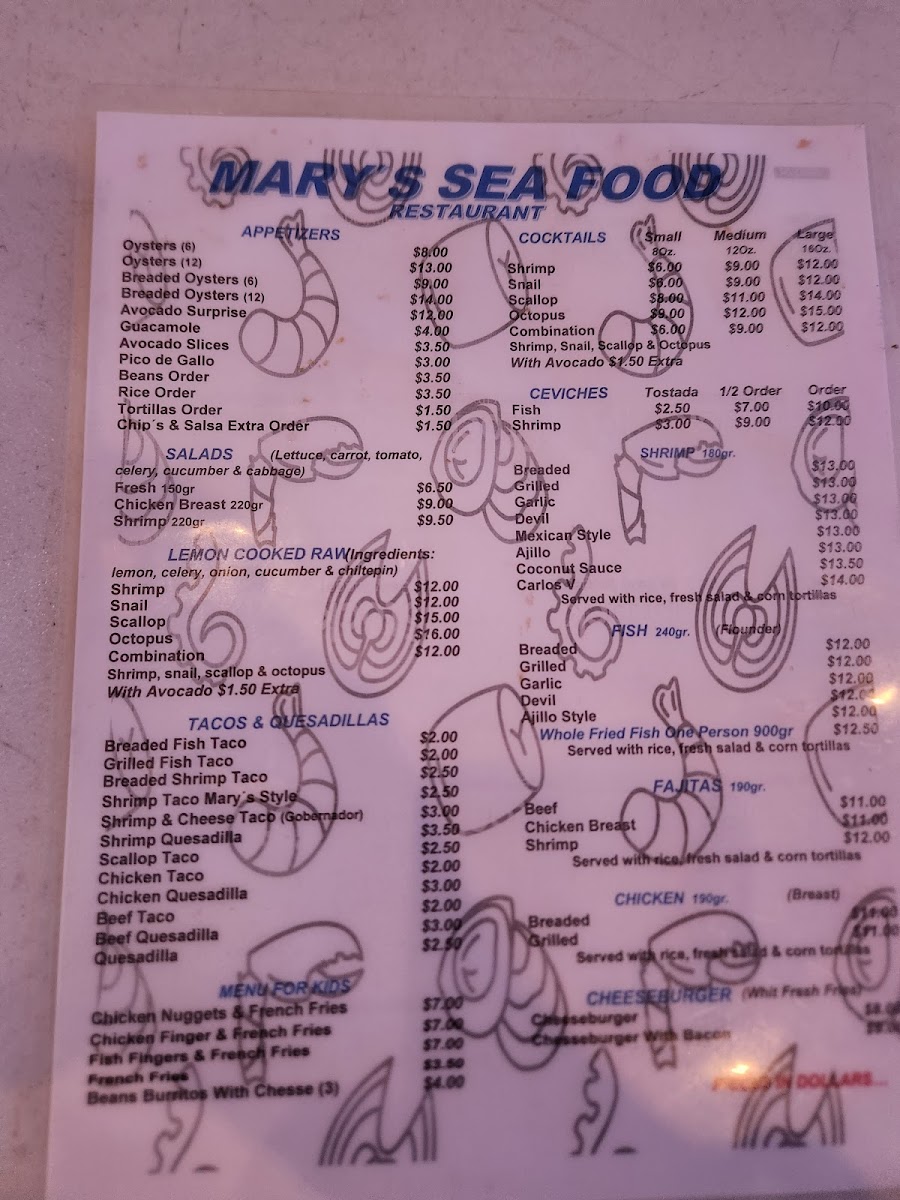 MARY´S SEA FOOD
RESTAURANT
APPETIZERS
Oysters (6) $8.00
Oysters (12) $13.00
Breaded Oysters (6) $9.00
Breaded Oysters (12) $14.00
Avocado Surprise $12.00
Guacamole $4.00
Avocado Slices $3.50
Pico de Gallo $3.00
Beans Order $3.50
Rice Order $3.50
Tortillas Order $1.50
Chip´s & Salsa Extra Order $1.50
SALADS (Lettuce, carrot, tomato,
celery, cucumber & cabbage)
Fresh 150gr $6.50
Chicken Breast 220gr $9.00
Shrimp 220gr $9.50
LEMON COOKED RAW (Ingredients:
lemon, celery, onion, cucumber & chiltepin)
Shrimp $12.00
Snail $12.00
Scallop $15.00
Octopus $16.00
Combination $12.00
Shrimp, snail, scallop & octopus
With Avocado $1.50 Extra
TACOS & QUESADILLAS
Breaded Fish Taco $2.00
Grilled Fish Taco $2.00
Breaded Shrimp Taco $2.50
Shrimp Taco Mary´s Style $2.50
Shrimp & Cheese Taco (Gobernador) $3.00
Shrimp Quesadilla $3.50
Scallop Taco $2.50
Chicken Taco $2.00
Chicken Quesadilla $3.00
Beef Taco $2.00
Beef Quesadilla $3.00
Quesadilla $2.50
MENU FOR KIDS
Chicken Nuggets & French Fries $7.00
Chicken Finger & French Fries $7.00
Fish Fingers & French Fries $7.00
French Fries $3.50
Beans Burritos With Chesse (3) $4.00
COCKTAILS Small Medium Large
8Oz. 12Oz. 16Oz.
Shrimp $6.00 $9.00 $12.00
Snail $6.00 $9.00 $12.00
Scallop $8.00 $11.00 $14.00
Octopus $9.00 $12.00 $15.00
Combination $6.00 $9.00 $12.00
Shrimp, Snail, Scallop & Octopus
With Avocado $1.50 Extra
CEVICHES Tostada 1/2 Order Order
Fish $2.50 $7.00 $10.00
Shrimp $3.00 $9.00 $12.00
SHRIMP 180gr.
Breaded $13.00
Grilled $13.00
Garlic $13.00
Devil $13.00
Mexican Style $13.00
Ajillo $13.00
Coconut Sauce $13.50
Carlos V $14.00
Served with rice, fresh salad & corn tortillas
FISH 240gr. (Flounder)
Breaded $12.00
Grilled $12.00
Garlic $12.00
Devil $12.00
Ajillo Style $12.00
Whole Fried Fish One Person 900gr $12.50
Served with rice, fresh salad & corn tortillas
FAJITAS 190gr.
Beef $11.00
Chicken Breast $11.00
Shrimp $12.00
Served with rice, fresh salad & corn tortillas
CHICKEN 190gr. (Breast)
Breaded $11.00
Grilled $11.00
Served with rice, fresh salad & corn tortillas
CHEESEBURGER (Whit Fresh Fries)
Cheeseburger
Cheeseburger With Bacon
IN DOLLARS...